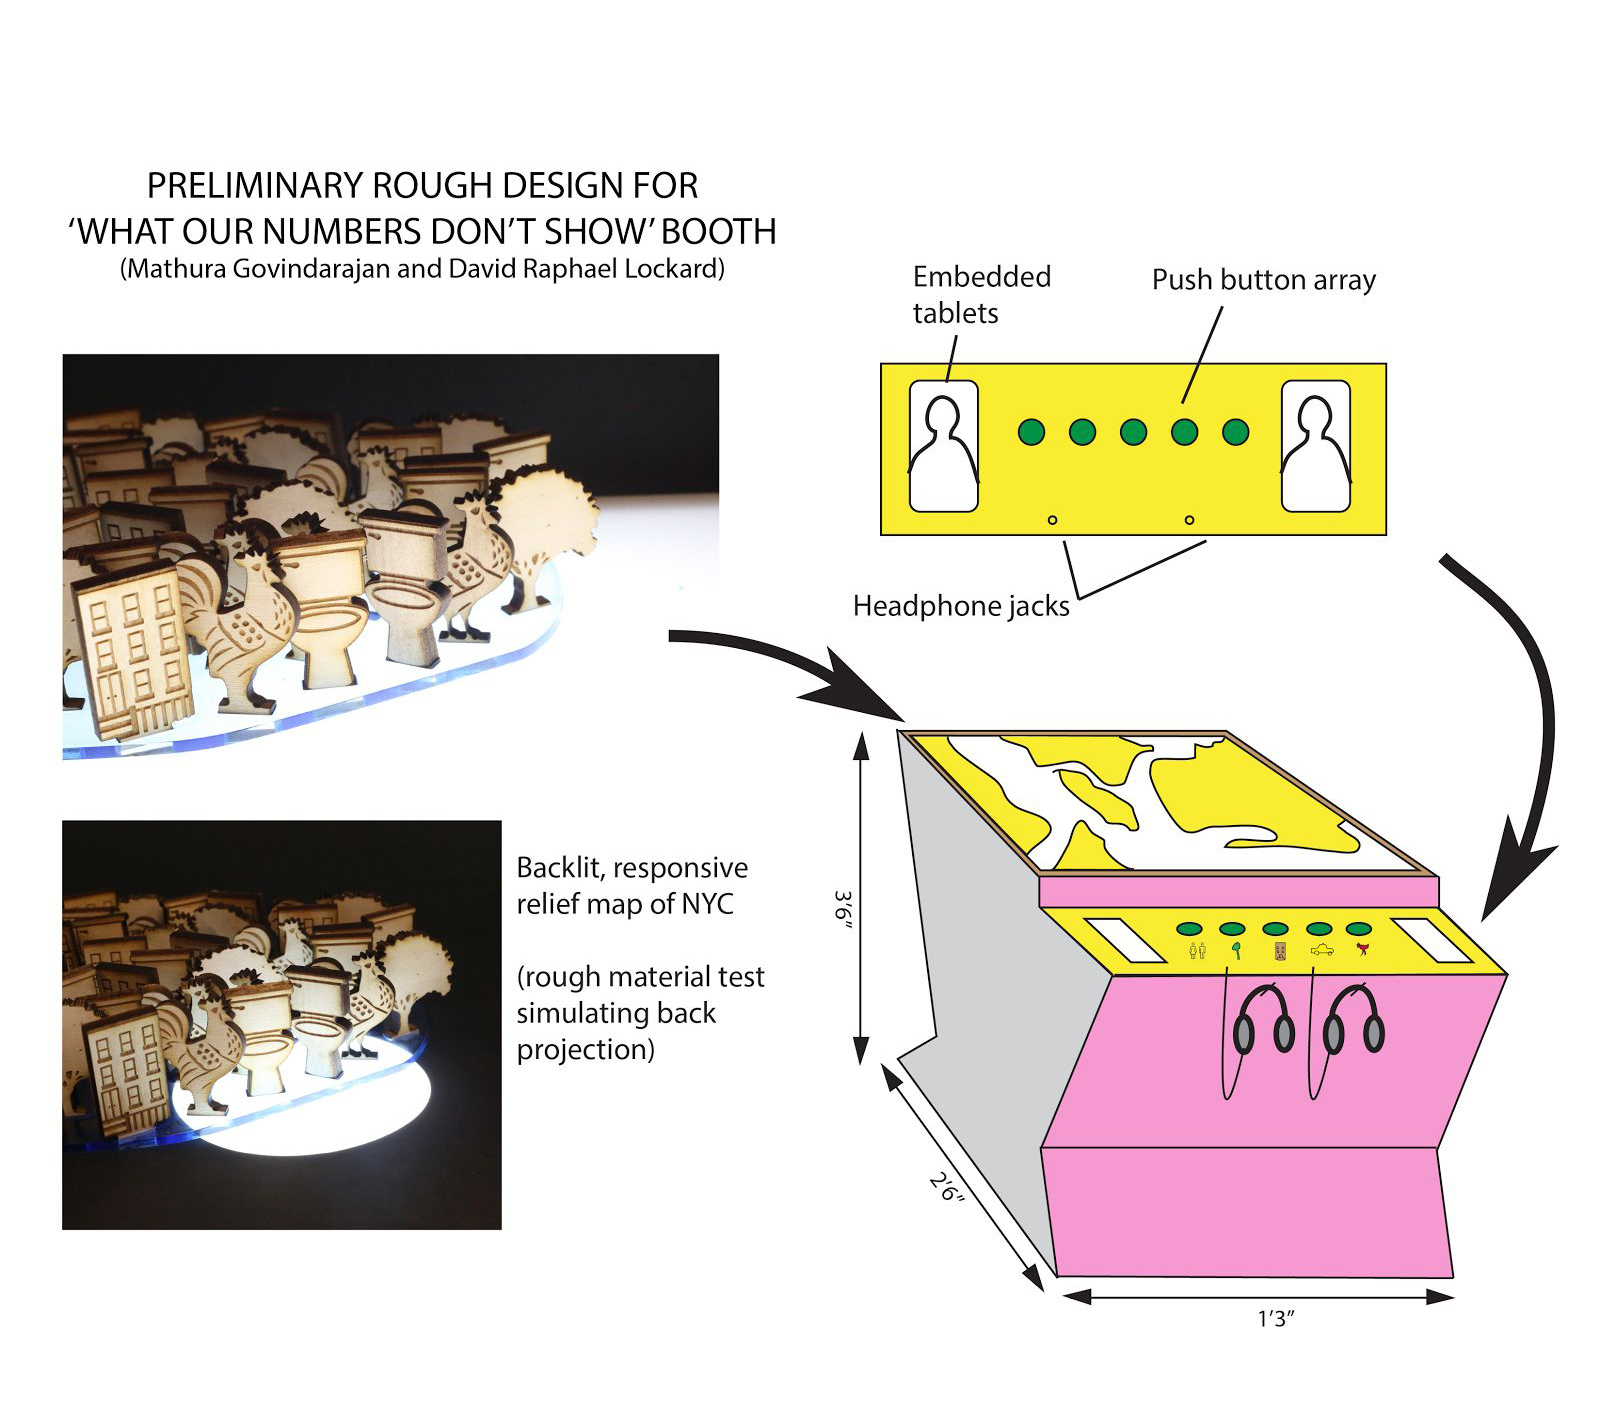 PRELIMINARY ROUGH DESIGN FOR
‘WHAT OUR NUMBERS DON’T SHOW’ BOOTH
(Mathura Govindarajan and David Raphael Lockard)
Embedded
tablets
Push button array
Headphone jacks
Backlit, responsive
relief map of NYC
(rough material test
simulating back
projection)
3’6”
2’6”
1’3”